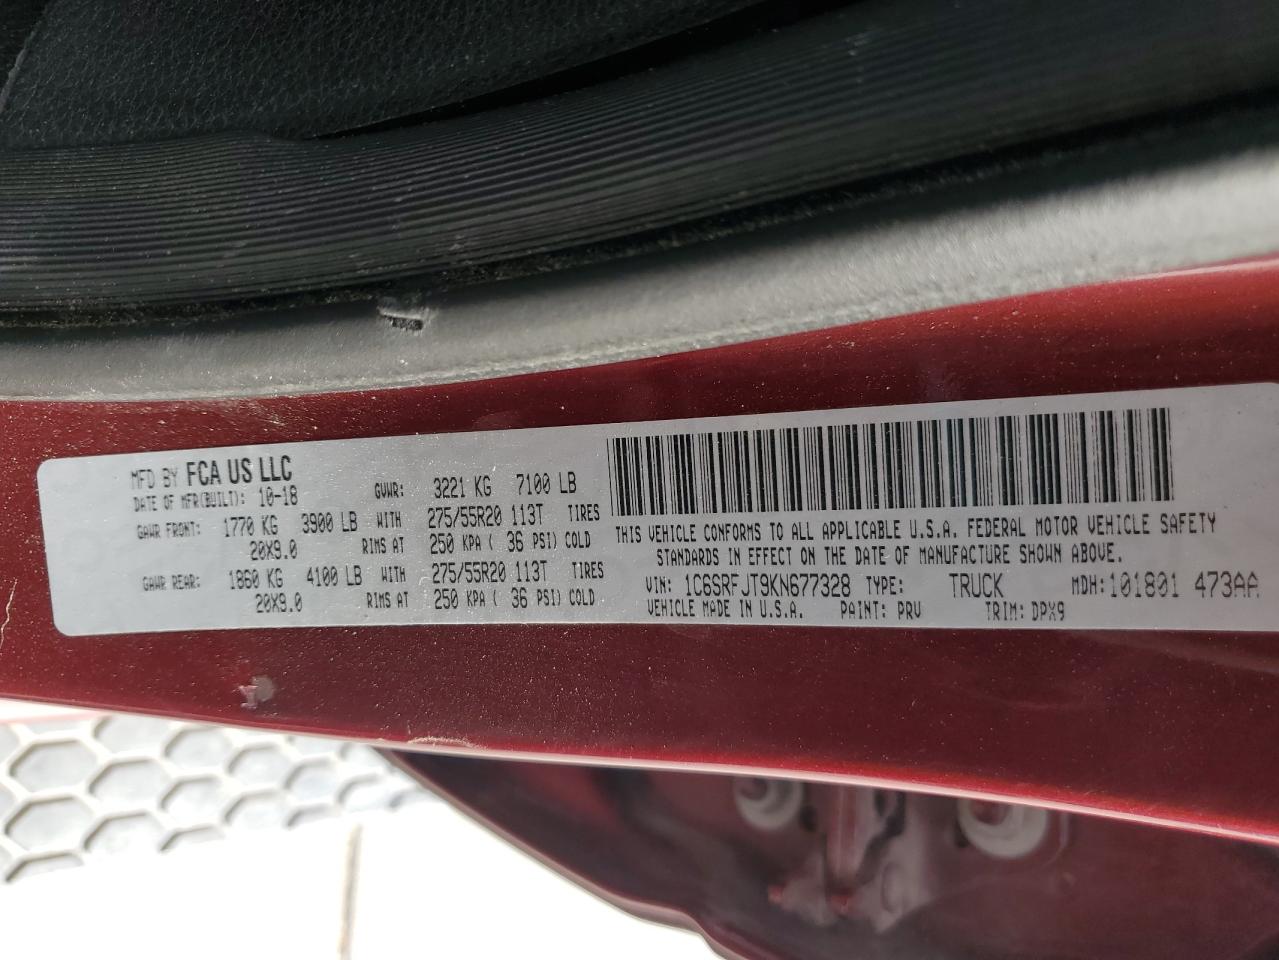 MFD BY FCA US LLC
DATE OF MFR(BUILT): 10-18 GVWR: 3221 KG 7100 LB
GAWR FRONT: 1770 KG 3900 LB WITH 275/55R20 113T TIRES
20X9.0 RIMS AT 250 KPA ( 36 PSI) COLD
GAWR REAR: 1860 KG 4100 LB WITH 275/55R20 113T TIRES
20X9.0 RIMS AT 250 KPA ( 36 PSI) COLD
THIS VEHICLE CONFORMS TO ALL APPLICABLE U.S.A. FEDERAL MOTOR VEHICLE SAFETY
STANDARDS IN EFFECT ON THE DATE OF MANUFACTURE SHOWN ABOVE.
VIN: 1C6SRFJT9KN677328 TYPE: TRUCK MDH: 101801 473AA
VEHICLE MADE IN U.S.A. PAINT: PRV TRIM: DPX9